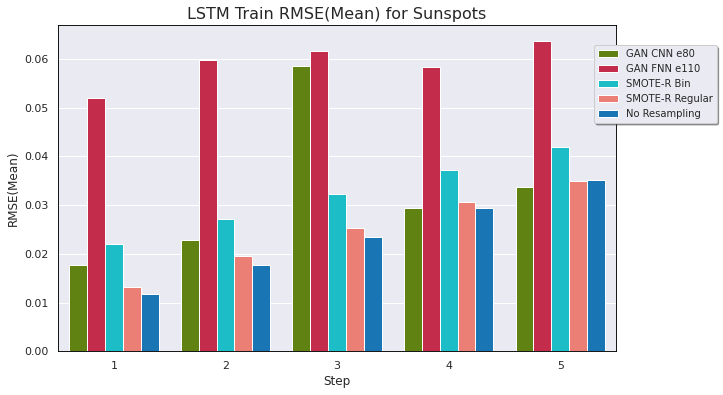 LSTM Train RMSE(Mean) for Sunspots
GAN CNN e80
GAN FNN e110
SMOTE-R Bin
SMOTE-R Regular
No Resampling
RMSE(Mean)
0.06
0.05
0.04
0.03
0.02
0.01
0.00
1 2 3 4 5
Step